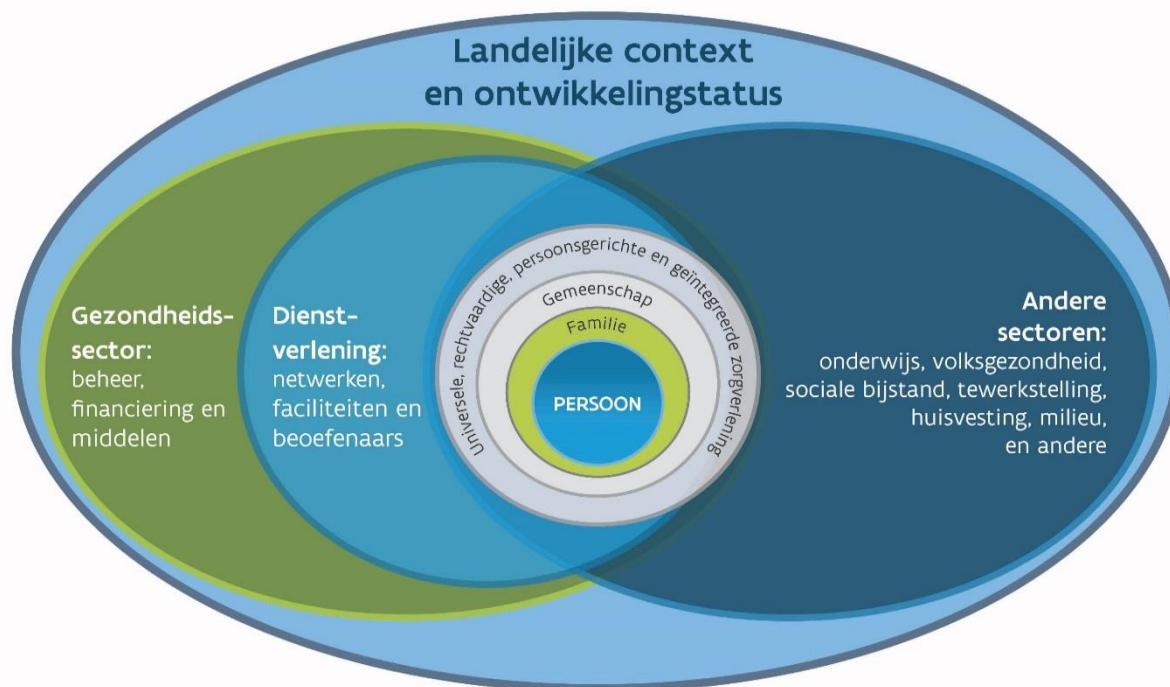 Landelijke context
en ontwikkelingstatus
Gezondheids-
sector:
beheer,
financiering en
middelen
Dienst-
verlening:
netwerken,
faciliteiten en
beoefenaars
Universele, rechtvaardige, persoonsgerichte en geïntegreerde zorgverlening
Gemeenschap
Familie
PERSOON
Andere
sectoren:
onderwijs, volksgezondheid,
sociale bijstand, tewerkstelling,
huisvesting, milieu,
en andere